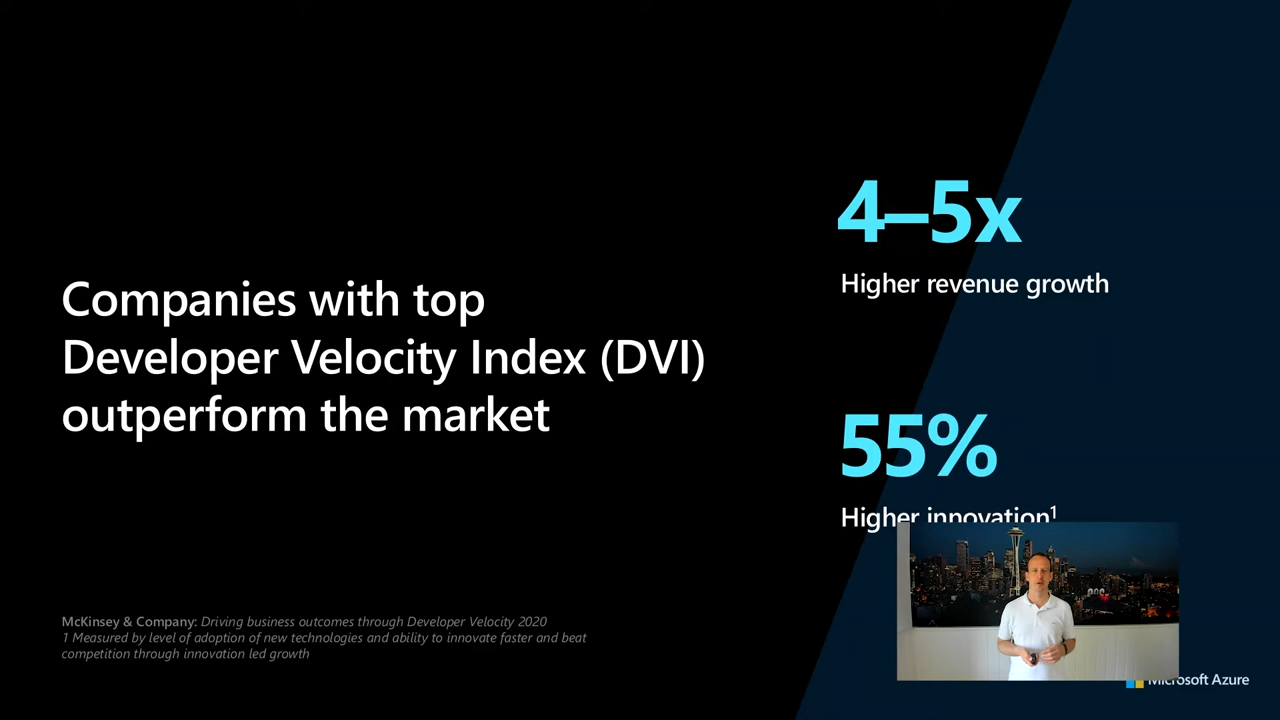 Companies with top
Developer Velocity Index (DVI)
outperform the market
4–5x
Higher revenue growth
55%
Higher innovation¹
McKinsey & Company: Driving business outcomes through Developer Velocity 2020
1 Measured by level of adoption of new technologies and ability to innovate faster and beat
competition through innovation led growth
Microsoft Azure